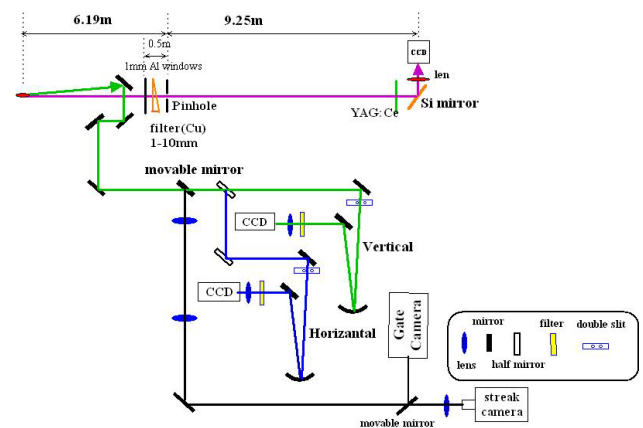 6.19m
9.25m
0.5m
1mm Al windows
CCD
len
Si mirror
Pinhole
YAG:Ce
filter(Cu)
1-10mm
movable mirror
CCD
Vertical
CCD
Horizantal
Gate
Camera
mirror
filter
double slit
lens
half mirror
streak
camera
movable mirror